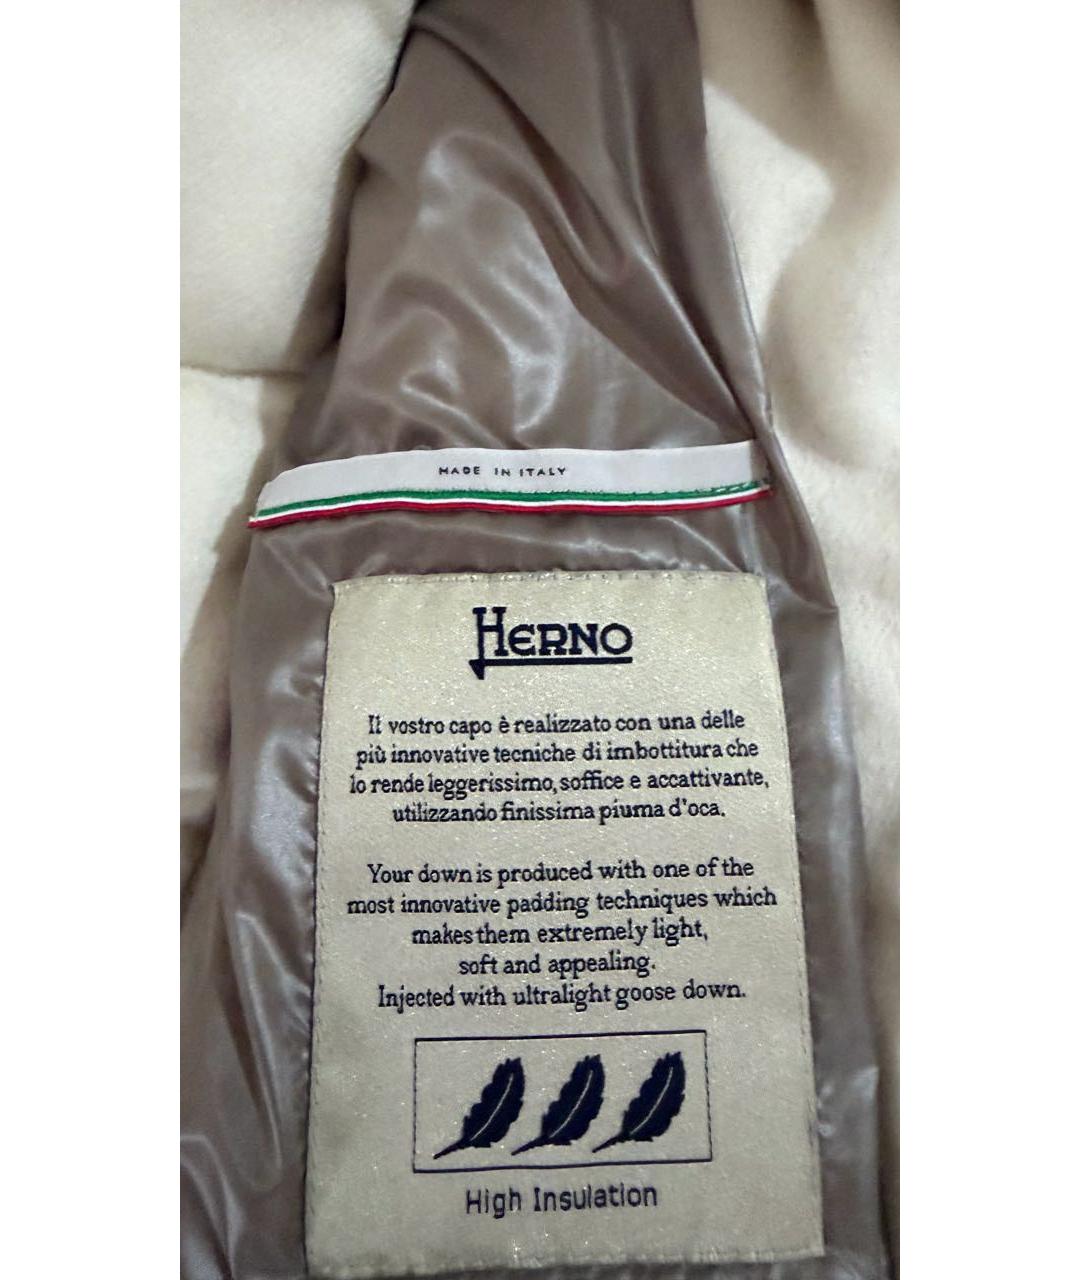 MADE IN ITALY
HERNO
Il vostro capo è realizzato con una delle
più innovative tecniche di imbottitura che
lo rende leggerissimo, soffice e accattivante,
utilizzando finissima piuma d'oca.
Your down is produced with one of the
most innovative padding techniques which
makes them extremely light,
soft and appealing.
Injected with ultralight goose down.
High Insulation